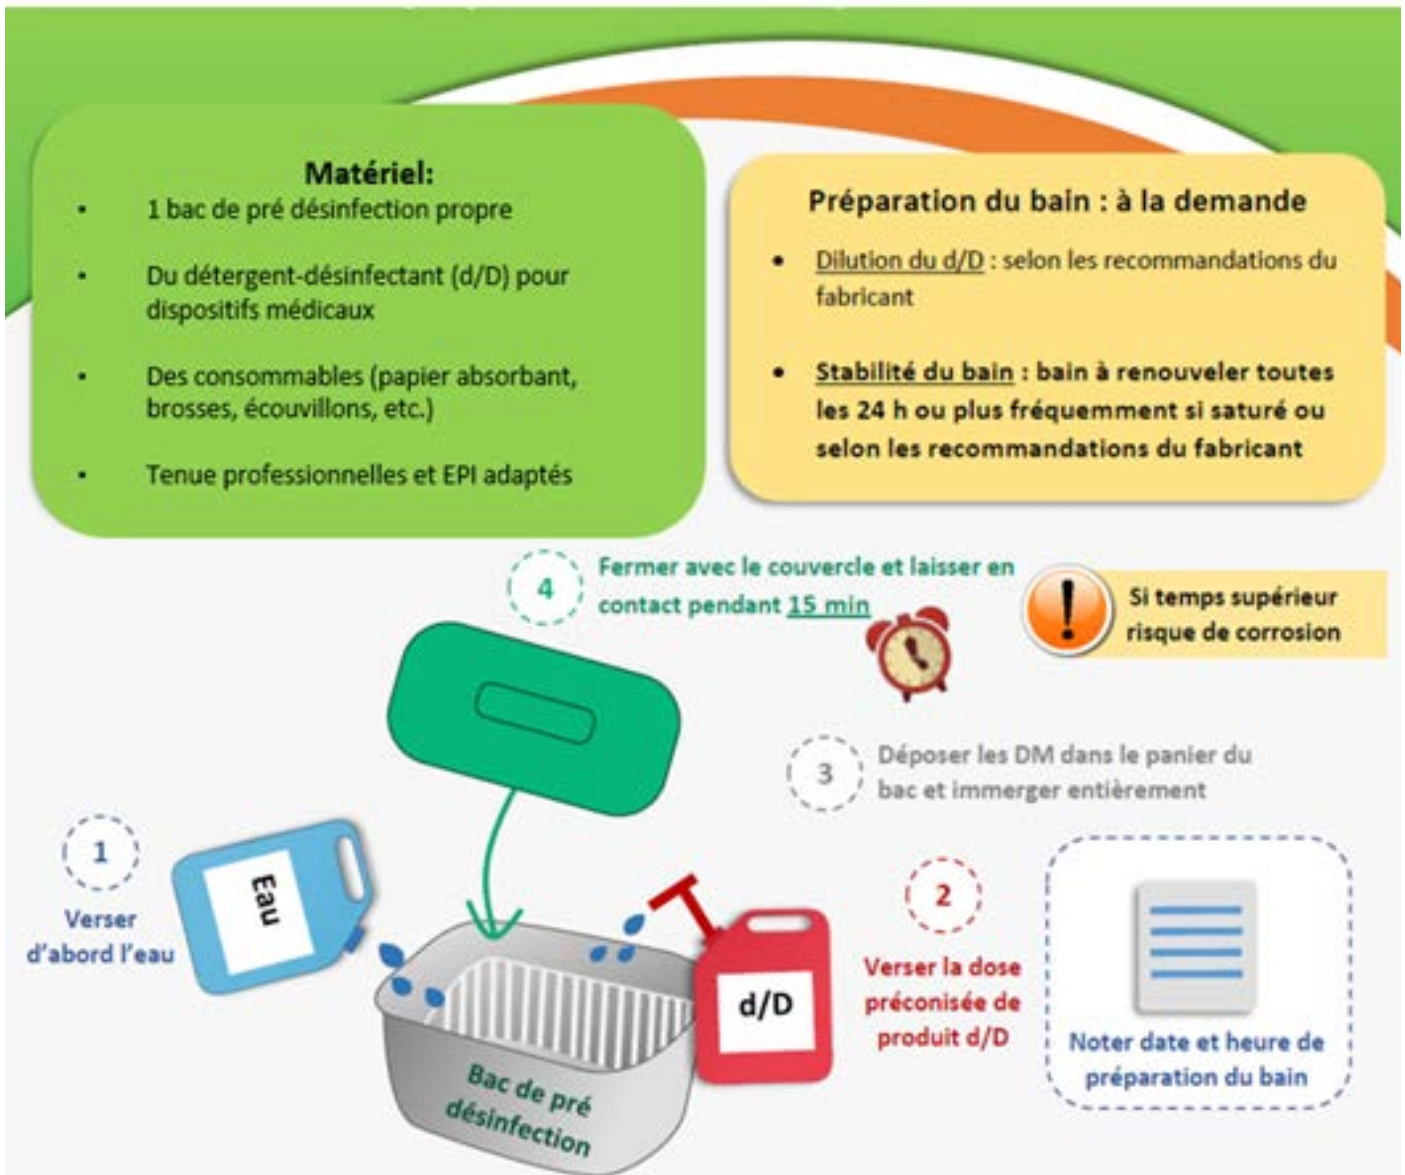 Matériel:
• 1 bac de pré désinfection propre
• Du détergent-désinfectant (d/D) pour
dispositifs médicaux
• Des consommables (papier absorbant,
brosses, écouvillons, etc.)
• Tenue professionnelles et EPI adaptés
Préparation du bain : à la demande
• Dilution du d/D : selon les recommandations du
fabricant
• Stabilité du bain : bain à renouveler toutes
les 24 h ou plus fréquemment si saturé ou
selon les recommandations du fabricant
4
Fermer avec le couvercle et laisser en
contact pendant 15 min
!
Si temps supérieur
risque de corrosion
3
Déposer les DM dans le panier du
bac et immerger entièrement
1
Verser
d'abord l'eau
Eau
2
Verser la dose
préconisée de
produit d/D
d/D
Noter date et heure de
préparation du bain
Bac de pré
désinfection